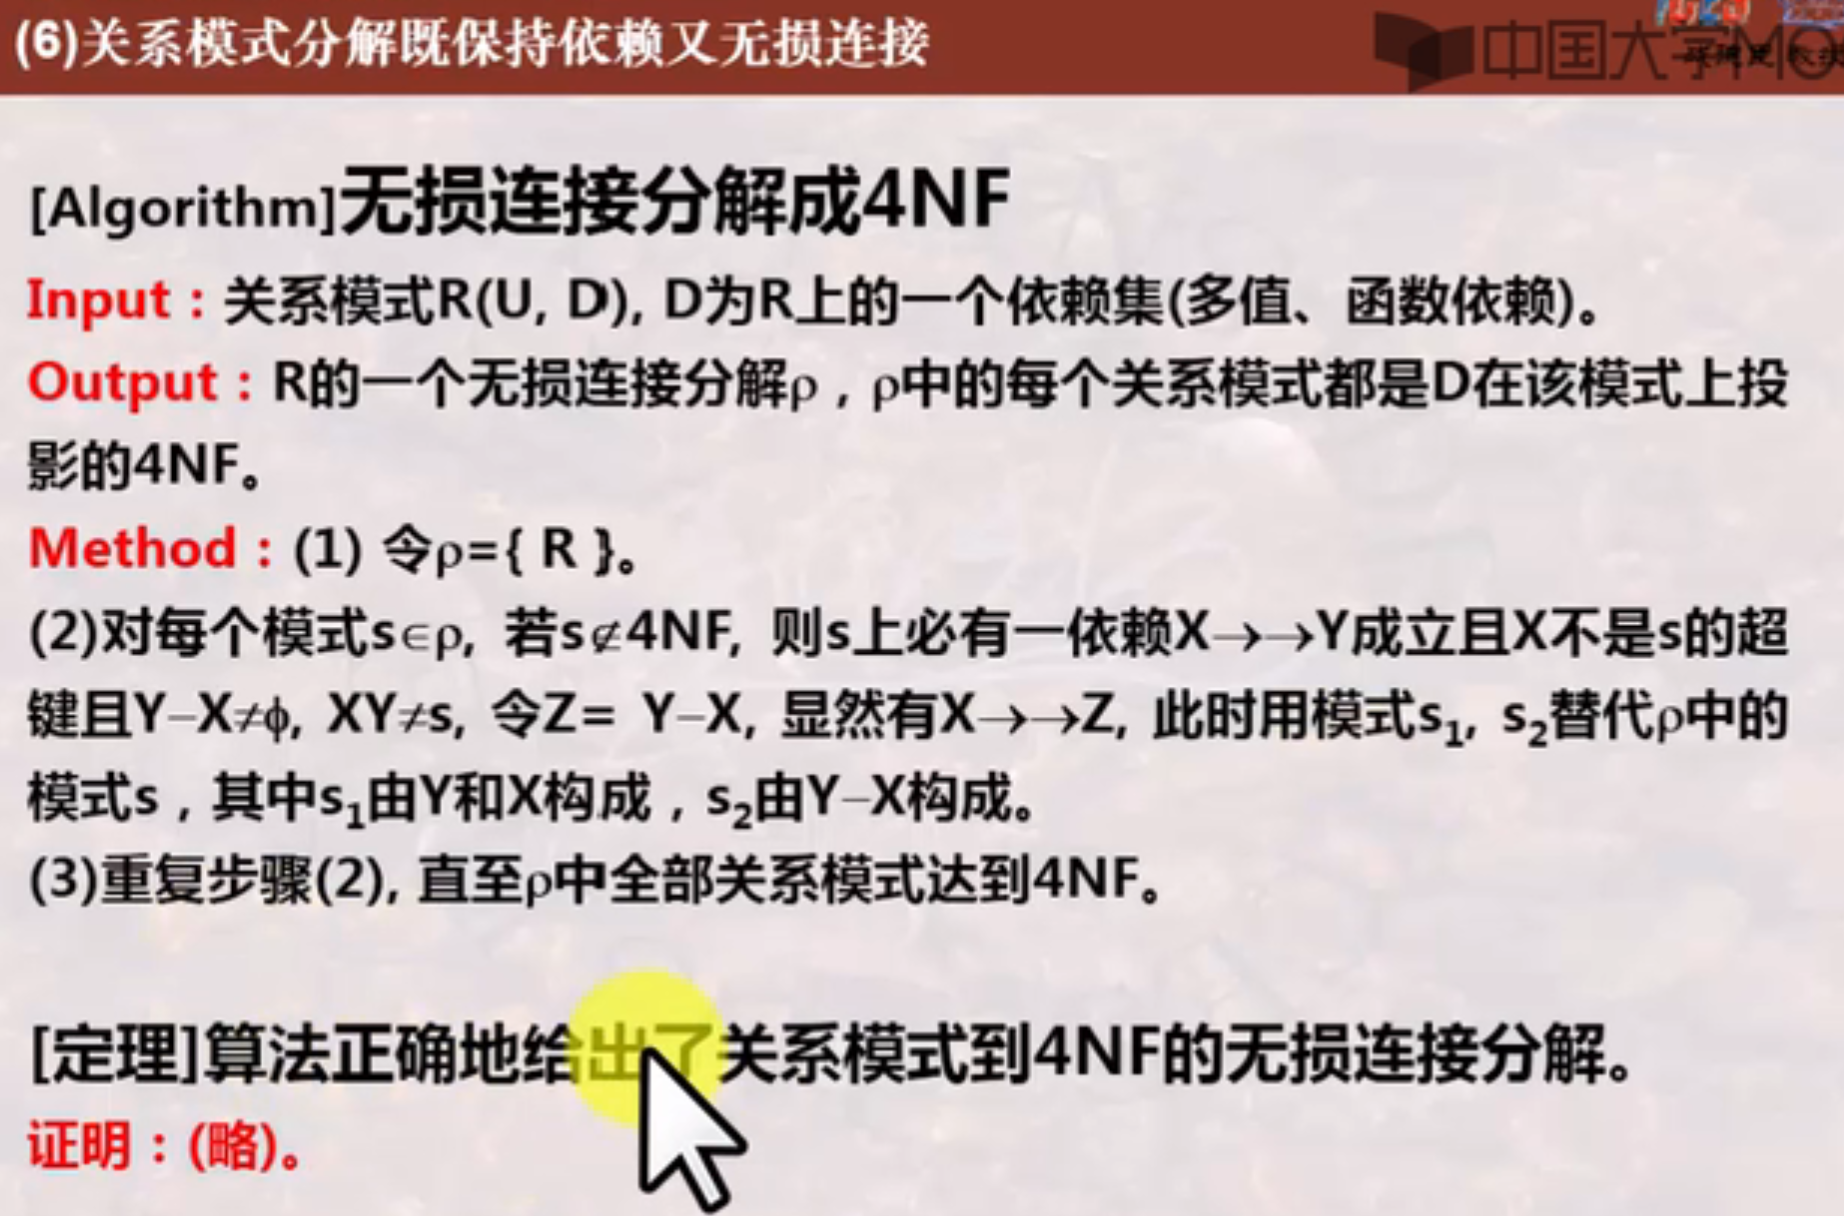 (6)关系模式分解既保持依赖又无损连接
中国大学MO
[Algorithm]无损连接分解成4NF
Input：关系模式R(U, D), D为R上的一个依赖集(多值、函数依赖)。
Output：R的一个无损连接分解ρ，ρ中的每个关系模式都是D在该模式上投
影的4NF。
Method：(1) 令ρ={ R }。
(2)对每个模式s∈ρ, 若s∉4NF, 则s上必有一依赖X→→Y成立且X不是s的超
键且Y–X≠ϕ, XY≠s, 令Z= Y–X, 显然有X→→Z, 此时用模式s₁, s₂替代ρ中的
模式s，其中s₁由Y和X构成，s₂由Y–X构成。
(3)重复步骤(2), 直至ρ中全部关系模式达到4NF。
[定理]算法正确地给出了关系模式到4NF的无损连接分解。
证明：(略)。